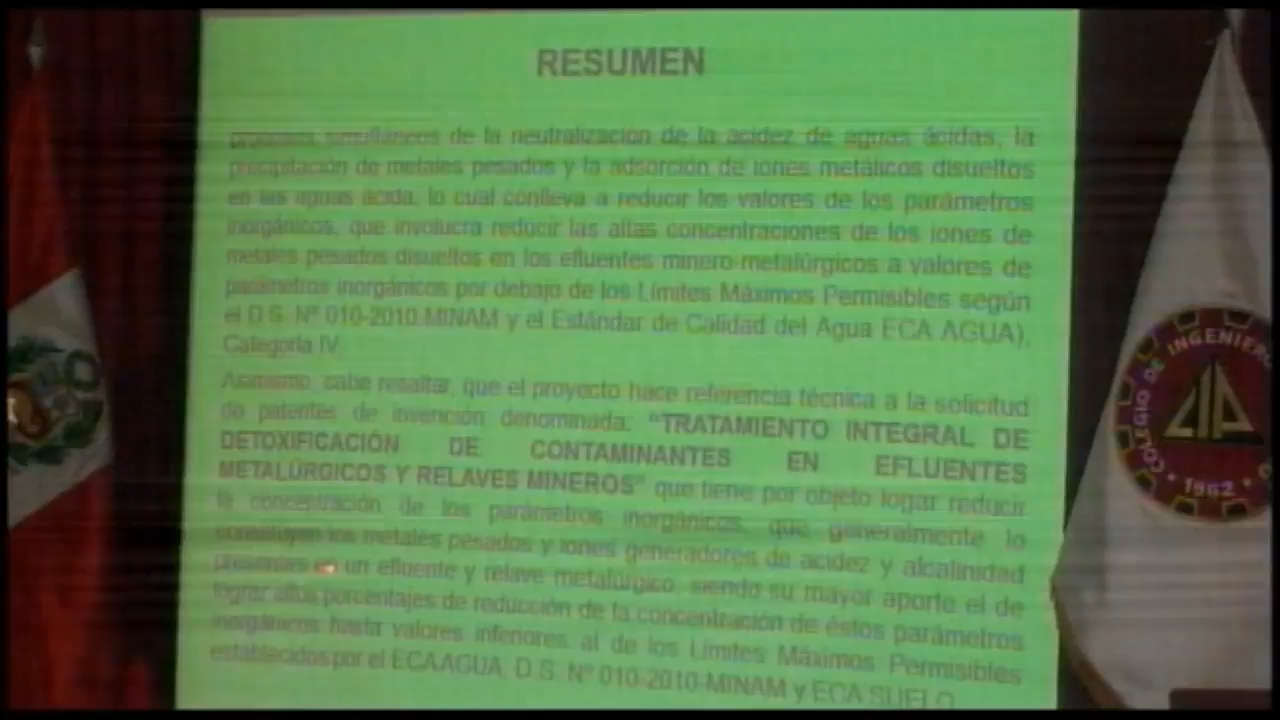 RESUMEN
procesos simultáneos de la neutralización de la acidez de aguas ácidas, la
precipitación de metales pesados y la adsorción de iones metálicos disueltos
en las aguas ácida, lo cual conlleva a reducir los valores de los parámetros
inorgánicos, que involucra reducir las altas concentraciones de los iones de
metales pesados disueltos en los efluentes minero metalúrgicos a valores de
parámetros inorgánicos por debajo de los Límites Máximos Permisibles según
el D.S. Nº 010-2010 MINAM y el Estándar de Calidad del Agua ECA AGUA),
Categoría IV.
Asimismo, cabe resaltar, que el proyecto hace referencia técnica a la solicitud
de patentes de invención denominada: "TRATAMIENTO INTEGRAL DE
DETOXIFICACIÓN DE CONTAMINANTES EN EFLUENTES
METALÚRGICOS Y RELAVES MINEROS" que tiene por objeto logar reducir
la concentración de los parámetros inorgánicos, que generalmente lo
constituyen los metales pesados y iones generadores de acidez y alcalinidad
presentes en un efluente y relave metalúrgico, siendo su mayor aporte el de
lograr altos porcentajes de reducción de la concentración de éstos parámetros
inorgánicos hasta valores inferiores al de los Límites Máximos Permisibles
establecidos por el ECA AGUA, D.S. Nº 010-2010-MINAM y ECA SUELO
COLEGIO DE INGENIER
CIP
1962